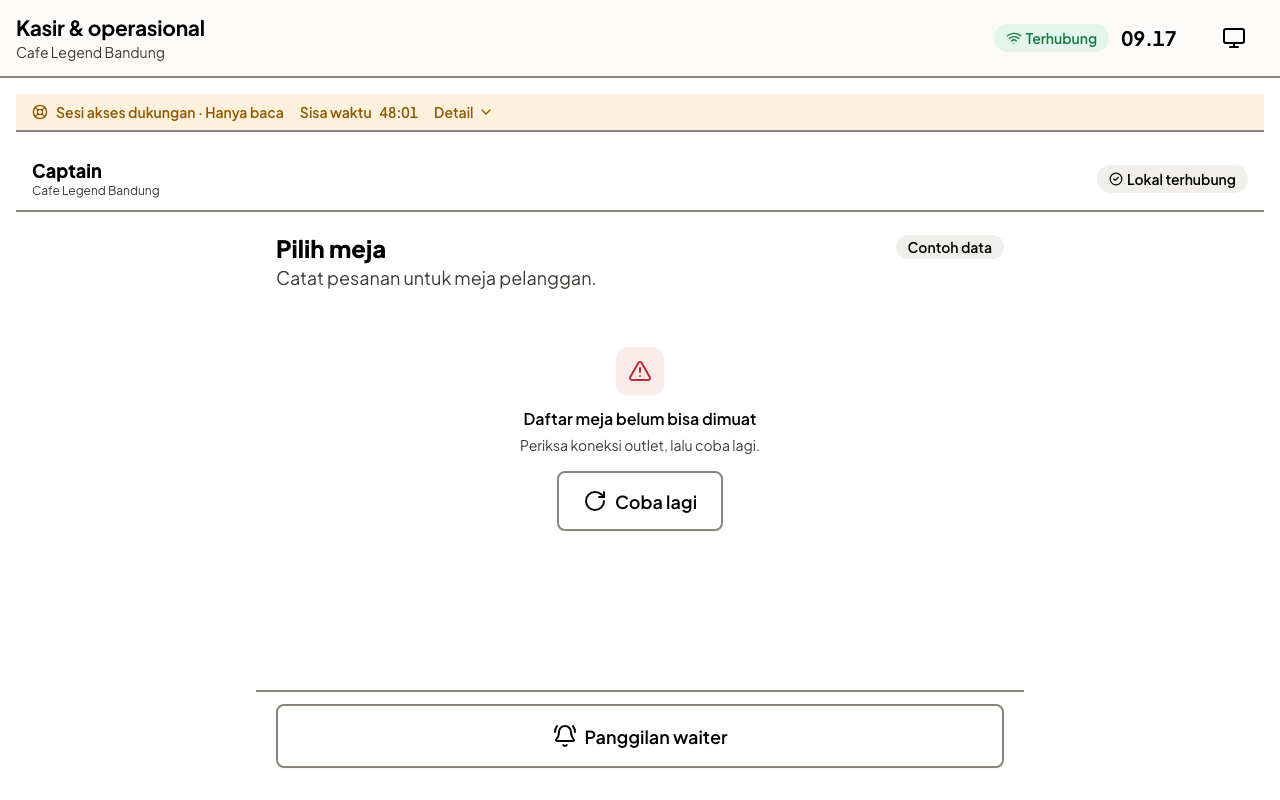 Kasir & operasional
Cafe Legend Bandung
Terhubung
09.17
Sesi akses dukungan · Hanya baca
Sisa waktu 48:01
Detail
Captain
Cafe Legend Bandung
Lokal terhubung
Pilih meja
Contoh data
Catat pesanan untuk meja pelanggan.
Daftar meja belum bisa dimuat
Periksa koneksi outlet, lalu coba lagi.
Coba lagi
Panggilan waiter